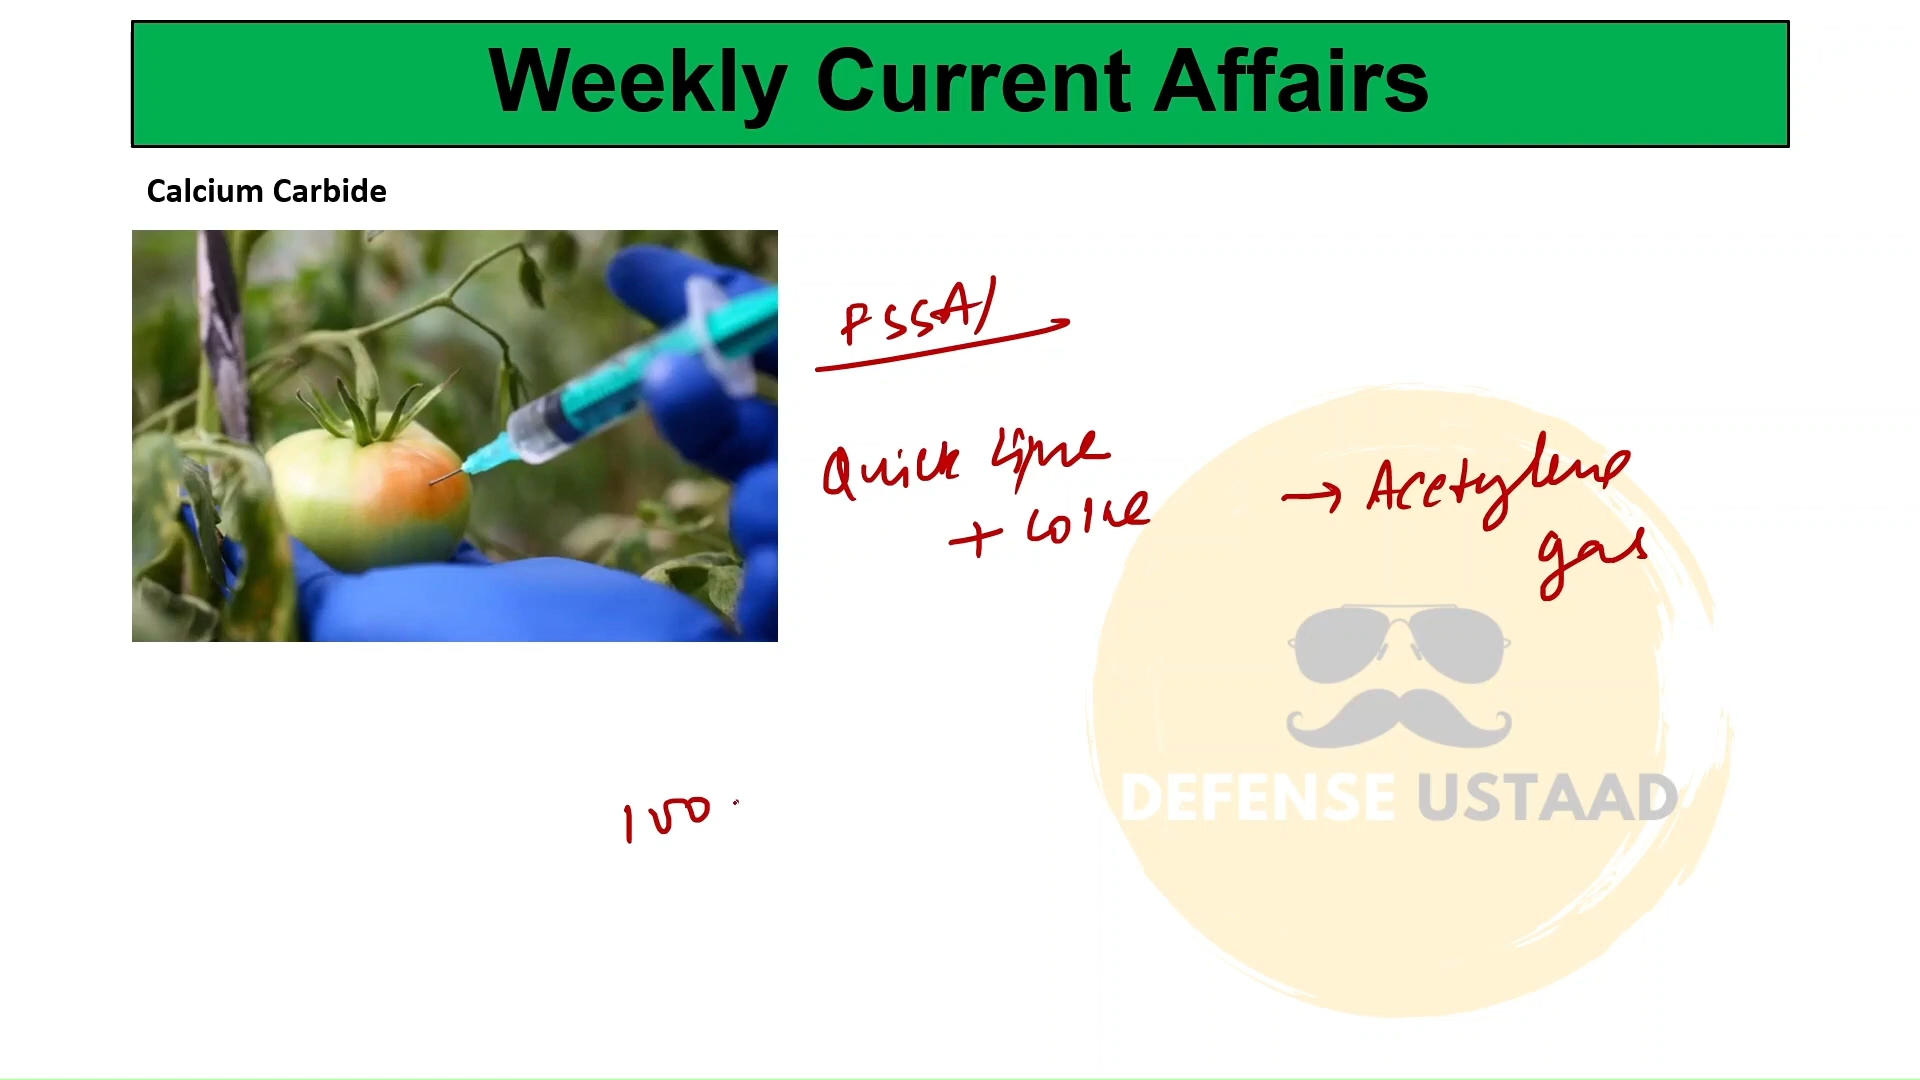 Weekly Current Affairs
Calcium Carbide
FSSAI
Quick lime
+ coke
→ Acetylene
gas
DEFENSE USTAAD
100